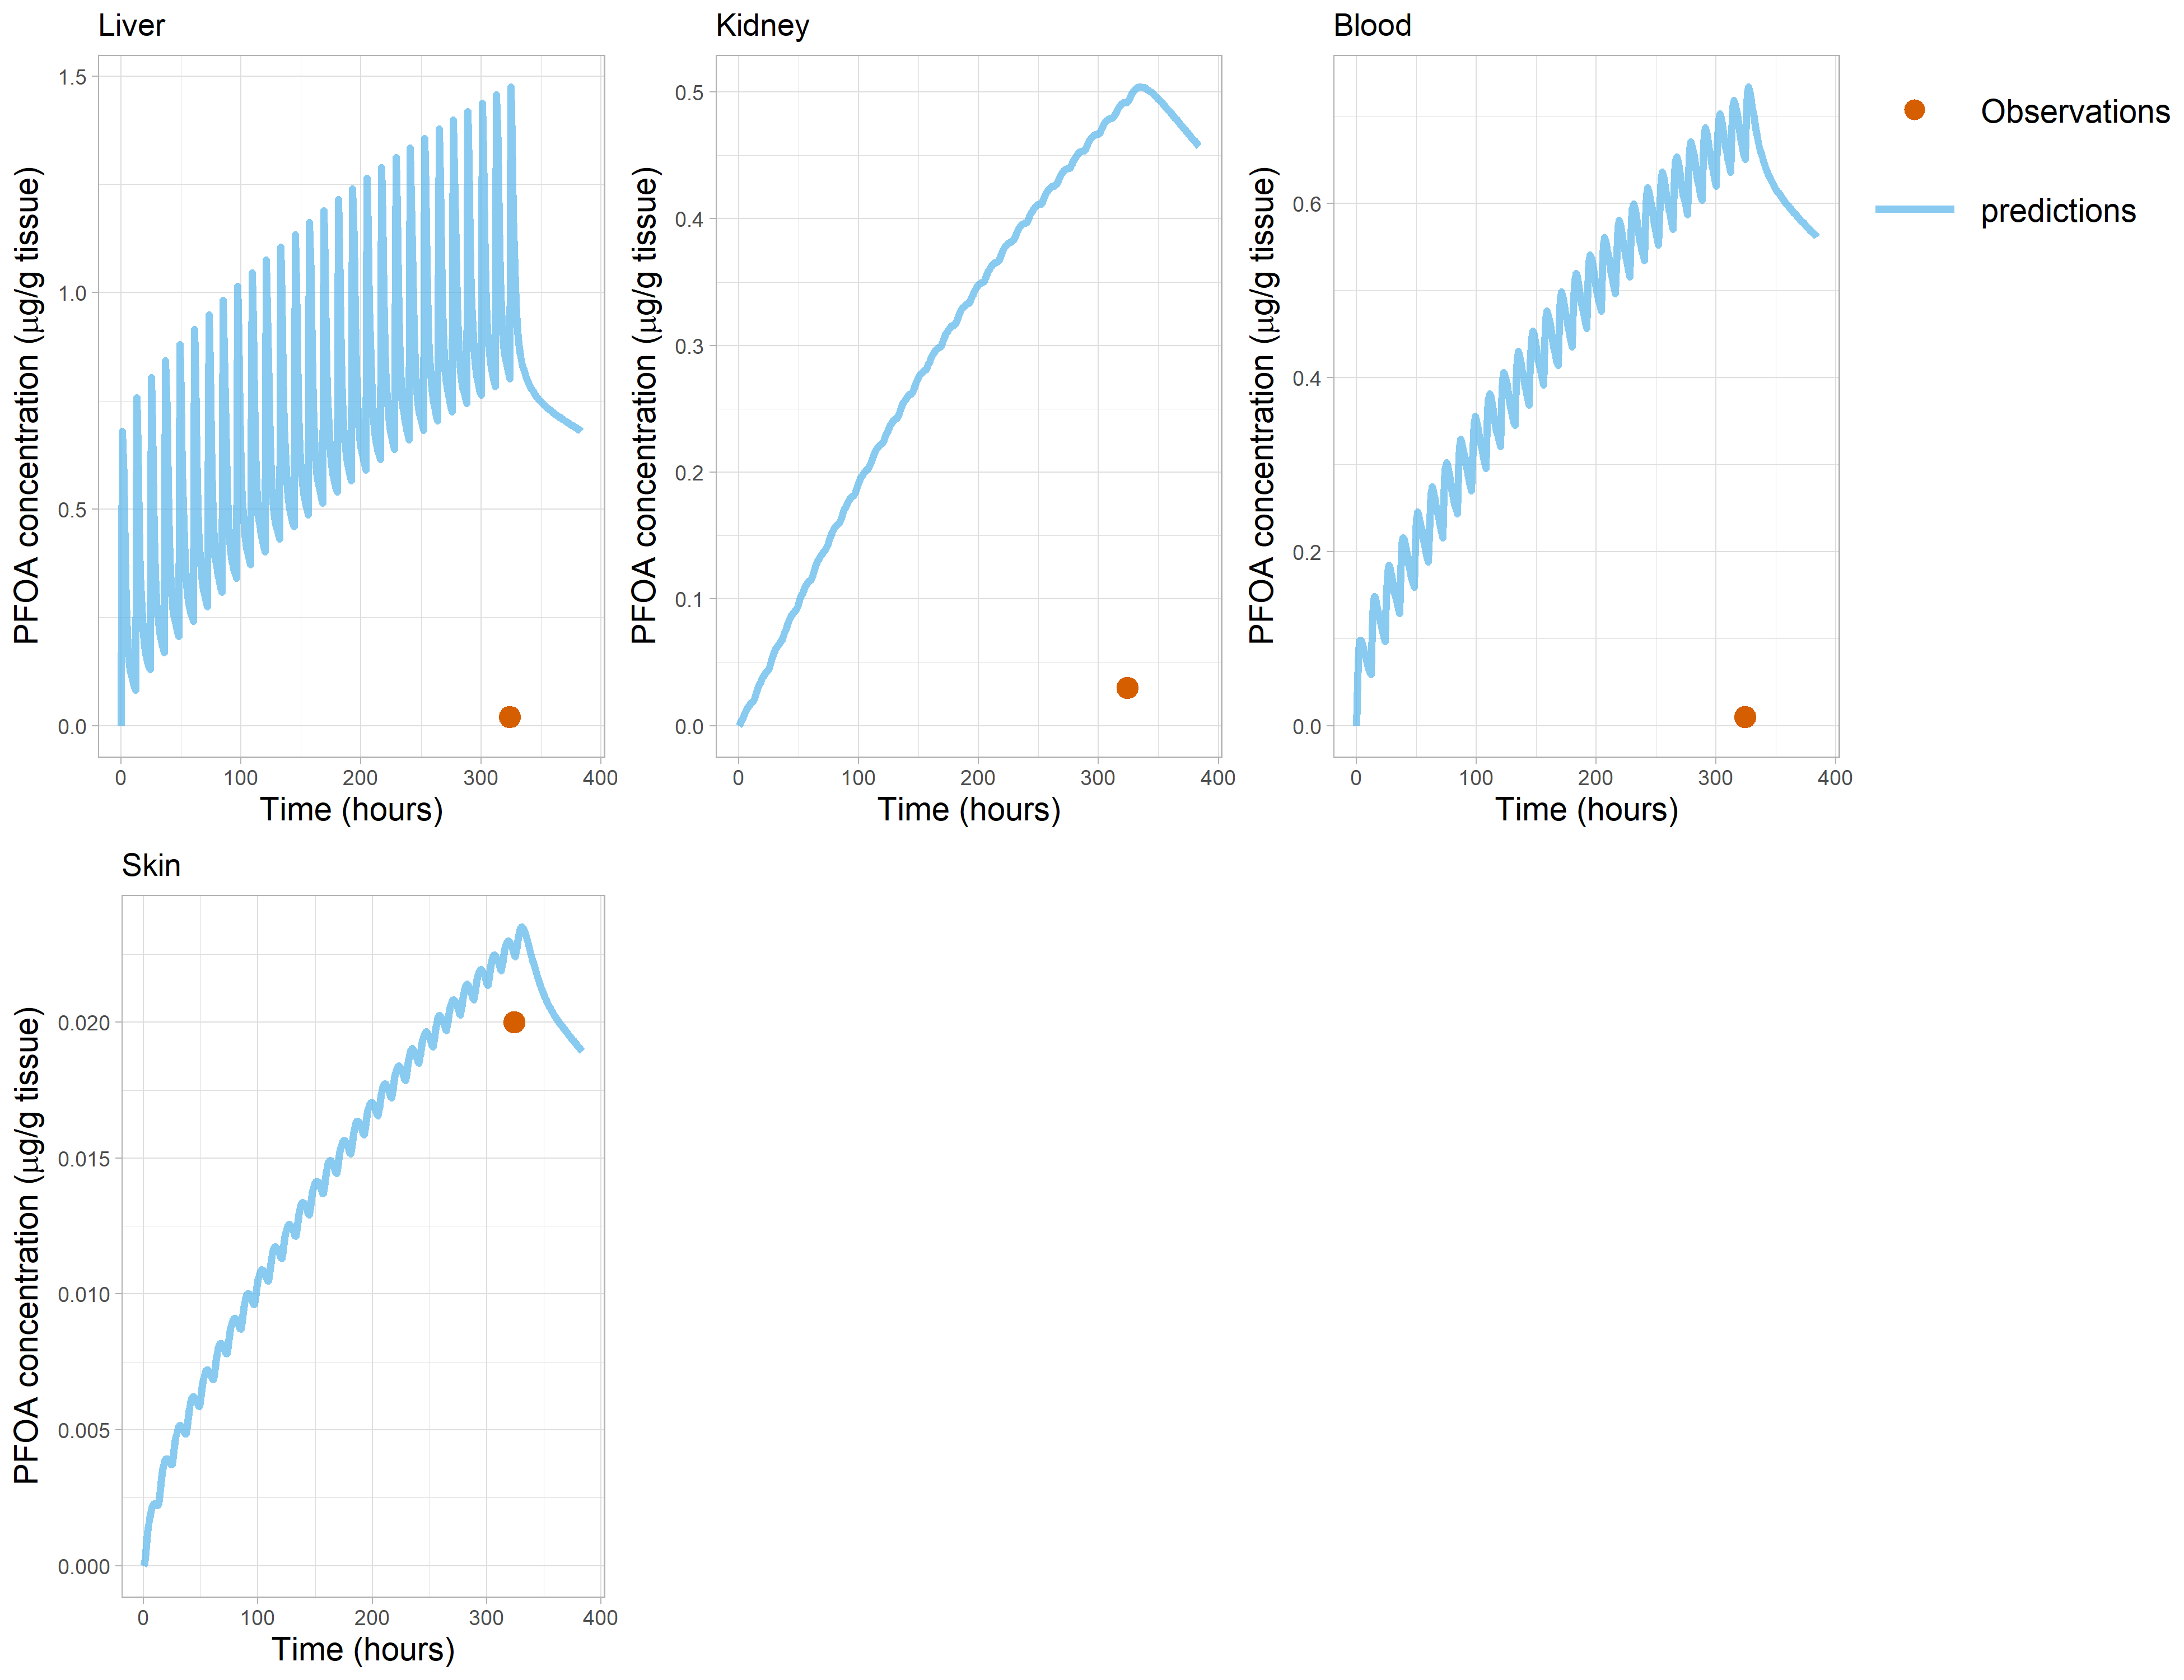 Liver
PFOA concentration (μg/g tissue)
1.5
1.0
0.5
0.0
0 100 200 300 400
Time (hours)
Kidney
PFOA concentration (μg/g tissue)
0.5
0.4
0.3
0.2
0.1
0.0
0 100 200 300 400
Time (hours)
Blood
PFOA concentration (μg/g tissue)
0.6
0.4
0.2
0.0
0 100 200 300 400
Time (hours)
Observations
predictions
Skin
PFOA concentration (μg/g tissue)
0.020
0.015
0.010
0.005
0.000
0 100 200 300 400
Time (hours)